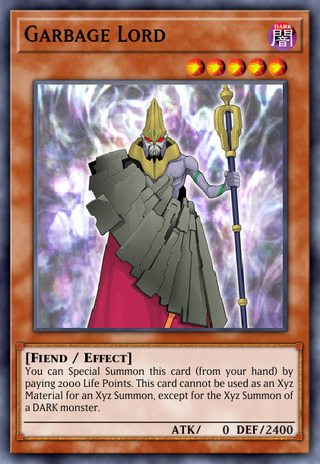 Garbage Lord
DARK
闇
[Fiend / Effect]
You can Special Summon this card (from your hand) by
paying 2000 Life Points. This card cannot be used as an Xyz
Material for an Xyz Summon, except for the Xyz Summon of
a DARK monster.
ATK/ 0 DEF/2400